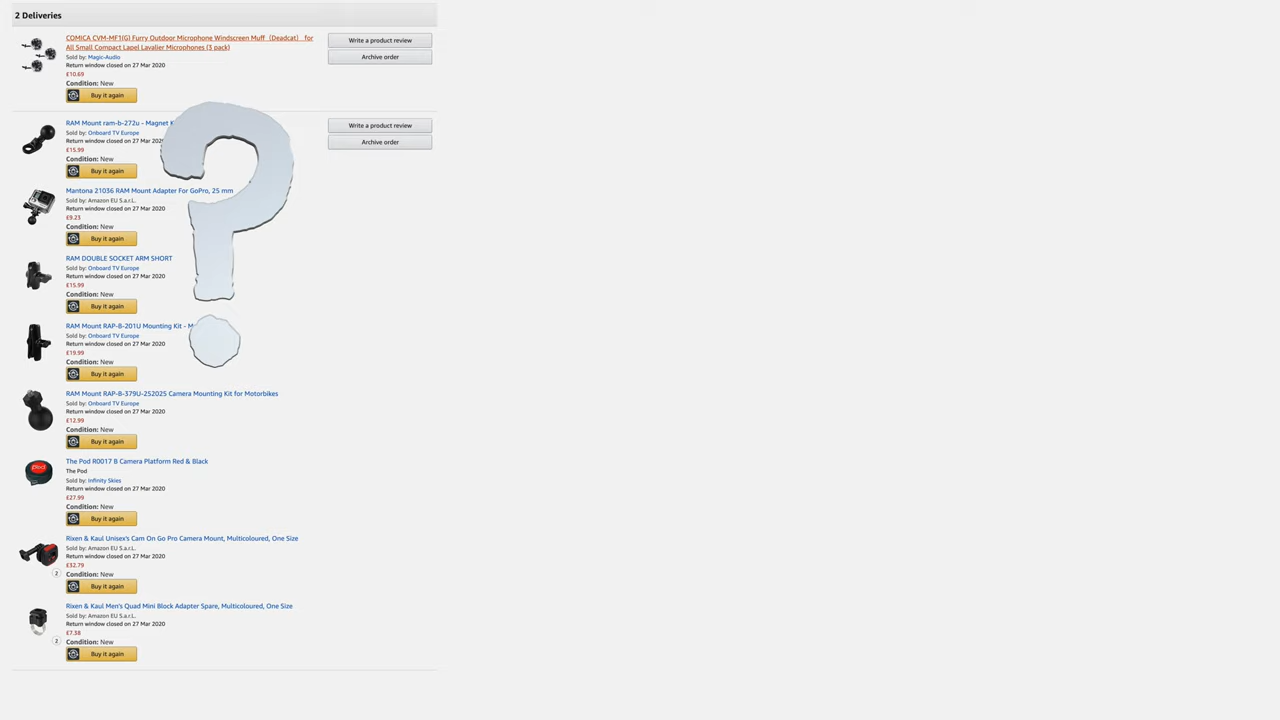 2 Deliveries
COMICA CVM-MF1(G) Furry Outdoor Microphone Windscreen Muff（Deadcat） for
All Small Compact Lapel Lavalier Microphones (3 pack)
Sold by: Magic-Audio
Return window closed on 27 Mar 2020
£10.69
Condition: New
Buy it again
Write a product review
Archive order
RAM Mount ram-b-272u - Magnet
Sold by: Onboard TV Europe
Return window closed on 27 Mar
£15.99
Condition: New
Buy it again
Write a product review
Archive order
Mantona 21036 RAM Mount Adapter For GoPro, 25 mm
Sold by: Amazon EU S.a.r.L.
Return window closed on 27 Mar 2020
£9.23
Condition: New
Buy it again
RAM DOUBLE SOCKET ARM SHORT
Sold by: Onboard TV Europe
Return window closed on 27 Mar 2020
£15.99
Condition: New
Buy it again
RAM Mount RAP-B-201U Mounting Kit -
Sold by: Onboard TV Europe
Return window closed on 27 Mar 2020
£19.99
Condition: New
Buy it again
RAM Mount RAP-B-379U-252025 Camera Mounting Kit for Motorbikes
Sold by: Onboard TV Europe
Return window closed on 27 Mar 2020
£12.99
Condition: New
Buy it again
pod
The Pod R0017 B Camera Platform Red & Black
The Pod
Sold by: Infinity Skies
Return window closed on 27 Mar 2020
£27.99
Condition: New
Buy it again
Rixen & Kaul Unisex's Cam On Go Pro Camera Mount, Multicoloured, One Size
Sold by: Amazon EU S.a.r.L.
Return window closed on 27 Mar 2020
£32.79
2
Condition: New
Buy it again
Rixen & Kaul Men's Quad Mini Block Adapter Spare, Multicoloured, One Size
Sold by: Amazon EU S.a.r.L.
Return window closed on 27 Mar 2020
£7.38
2
Condition: New
Buy it again
?